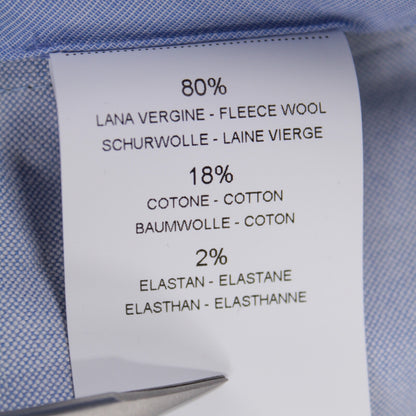 80%
LANA VERGINE - FLEECE WOOL
SCHURWOLLE - LAINE VIERGE
18%
COTONE - COTTON
BAUMWOLLE - COTON
2%
ELASTAN - ELASTANE
ELASTHAN - ELASTHANNE